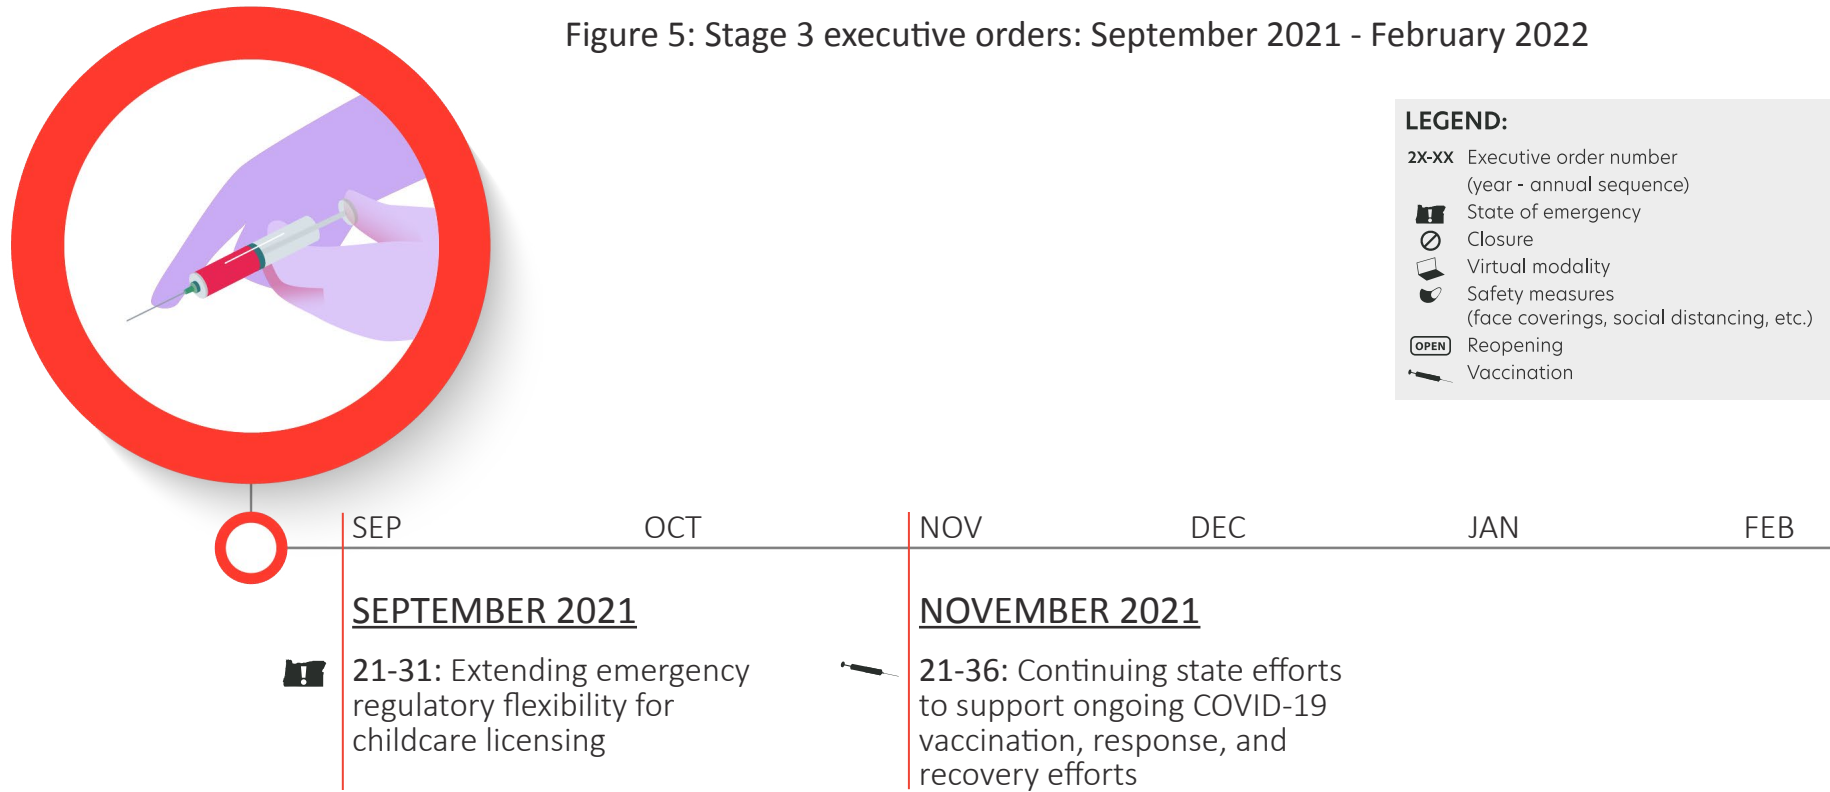 Figure 5: Stage 3 executive orders: September 2021 - February 2022
LEGEND:
2X-XX Executive order number
(year - annual sequence)
State of emergency
Closure
Virtual modality
Safety measures
(face coverings, social distancing, etc.)
OPEN Reopening
Vaccination
SEP OCT NOV DEC JAN FEB
SEPTEMBER 2021
21-31: Extending emergency
regulatory flexibility for
childcare licensing
NOVEMBER 2021
21-36: Continuing state efforts
to support ongoing COVID-19
vaccination, response, and
recovery efforts